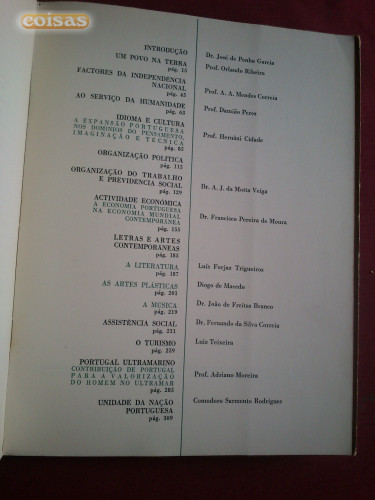 coisas
INTRODUÇÃO
Dr. José de Penha Garcia
UM POVO NA TERRA
Prof. Orlando Ribeiro
pág. 15
FACTORES DA INDEPENDÊNCIA
NACIONAL
Prof. A. A. Mendes Correia
pág. 45
AO SERVIÇO DA HUMANIDADE
Prof. Damião Peres
pág. 63
IDIOMA E CULTURA
A EXPANSÃO PORTUGUESA
NOS DOMÍNIOS DO PENSAMENTO,
Prof. Hernâni Cidade
IMAGINAÇÃO E TÉCNICA
pág. 85
ORGANIZAÇÃO POLÍTICA
pág. 113
ORGANIZAÇÃO DO TRABALHO
E PREVIDÊNCIA SOCIAL
Dr. A. J. da Motta Veiga
pág. 129
ACTIVIDADE ECONÓMICA
A ECONOMIA PORTUGUESA
NA ECONOMIA MUNDIAL
Dr. Francisco Pereira de Moura
CONTEMPORÂNEA
pág. 155
LETRAS E ARTES
CONTEMPORÂNEAS
pág. 185
A LITERATURA
Luís Forjaz Trigueiros
pág. 187
AS ARTES PLÁSTICAS
Diogo de Macedo
pág. 203
A MÚSICA
Dr. João de Freitas Branco
pág. 219
ASSISTÊNCIA SOCIAL
Dr. Fernando da Silva Correia
pág. 231
O TURISMO
Luiz Teixeira
pág. 259
PORTUGAL ULTRAMARINO
CONTRIBUIÇÃO DE PORTUGAL
PARA A VALORIZAÇÃO
Prof. Adriano Moreira
DO HOMEM NO ULTRAMAR
pág. 285
UNIDADE DA NAÇÃO
Comodoro Sarmento Rodrigues
PORTUGUESA
pág. 309